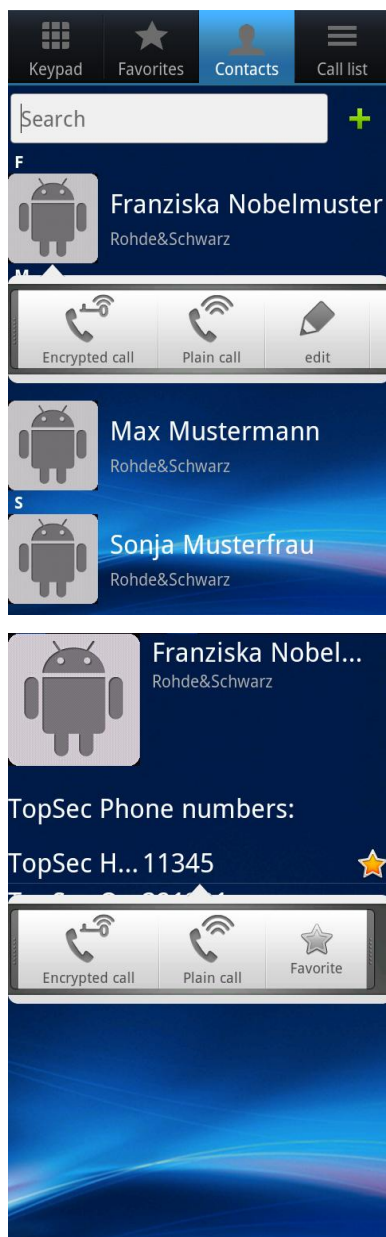 Keypad Favorites Contacts Call list
Search
F
Franziska Nobelmuster
Rohde&Schwarz
Encrypted call Plain call edit
Max Mustermann
Rohde&Schwarz
S
Sonja Musterfrau
Rohde&Schwarz
Franziska Nobel...
Rohde&Schwarz
TopSec Phone numbers:
TopSec H... 11345
Encrypted call Plain call Favorite